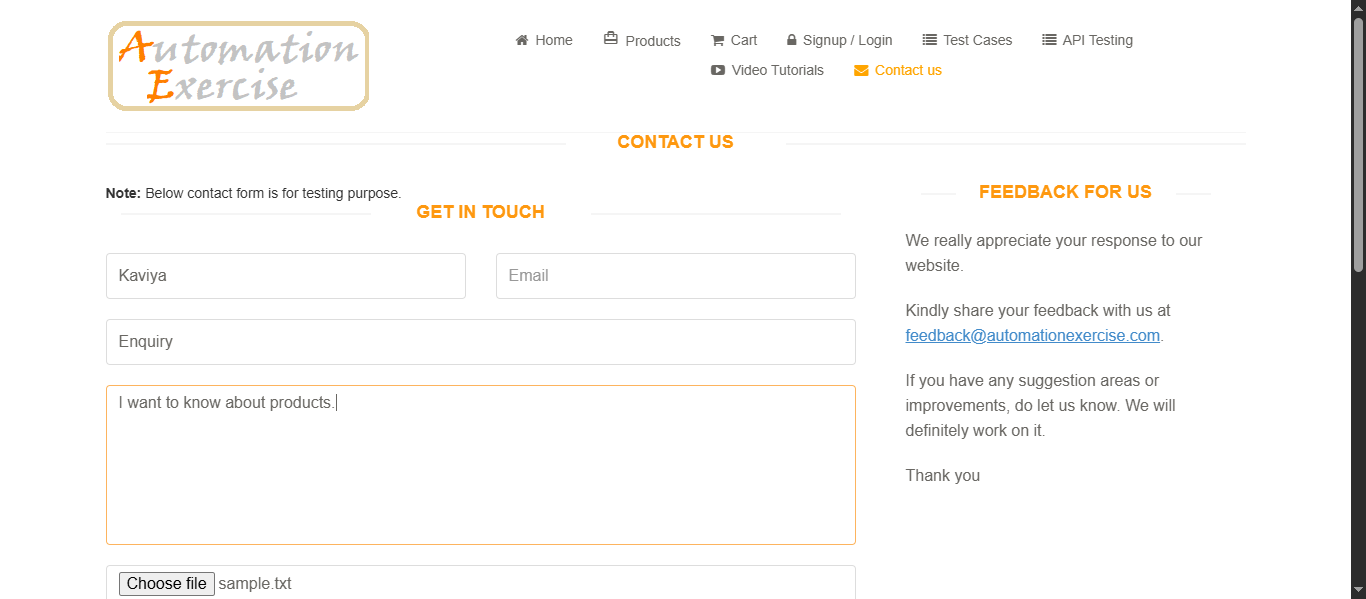 Automation
Exercise
Home
Products
Cart
Signup / Login
Test Cases
API Testing
Video Tutorials
Contact us
CONTACT US
Note: Below contact form is for testing purpose.
GET IN TOUCH
Kaviya
Email
Enquiry
I want to know about products.
Choose file sample.txt
FEEDBACK FOR US
We really appreciate your response to our
website.
Kindly share your feedback with us at
feedback@automationexercise.com.
If you have any suggestion areas or
improvements, do let us know. We will
definitely work on it.
Thank you